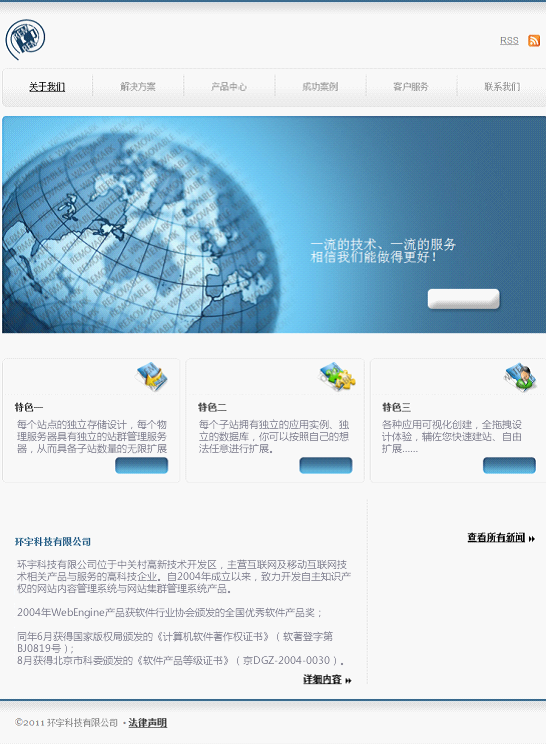 RSS
关于我们 解决方案 产品中心 成功案例 客户服务 联系我们
一流的技术、一流的服务
相信我们能做得更好！
特色一
每个站点的独立存储设计，每个物
理服务器具有独立的站群管理服务
器，从而具备子站数量的无限扩展
特色二
每个子站拥有独立的应用实例、独
立的数据库，你可以按照自己的想
法任意进行扩展。
特色三
各种应用可视化创建，全拖拽设
计体验，辅佐您快速建站、自由
扩展......
环宇科技有限公司
环宇科技有限公司位于中关村高新技术开发区，主营互联网及移动互联网技
术相关产品与服务的高科技企业。自2004年成立以来，致力开发自主知识产
权的网站内容管理系统与网站集群管理系统产品。
2004年WebEngine产品获软件行业协会颁发的全国优秀软件产品奖；
同年6月获得国家版权局颁发的《计算机软件著作权证书》（软著登字第
BJ0819号）；
8月获得北京市科委颁发的《软件产品等级证书》（京DGZ-2004-0030）。
详细内容
查看所有新闻
©2011 环宇科技有限公司 • 法律声明